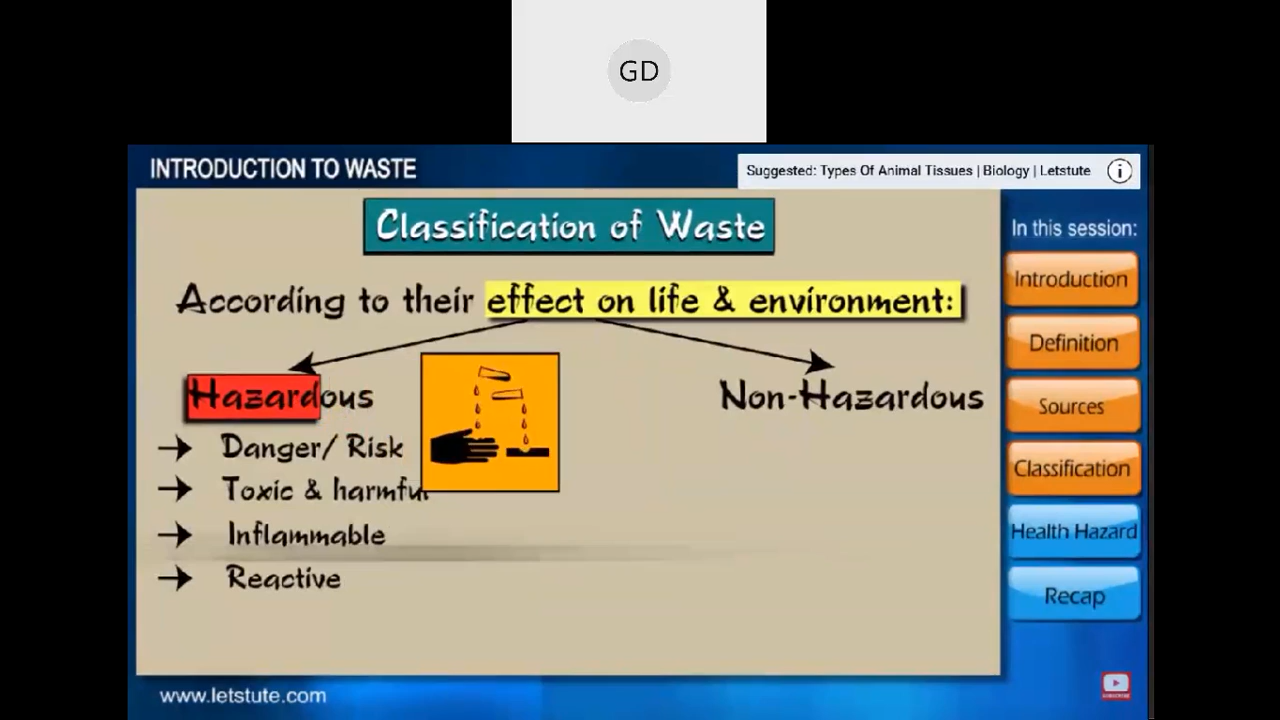 GD
INTRODUCTION TO WASTE
Suggested: Types Of Animal Tissues | Biology | Letstute
Classification of Waste
In this session:
According to their effect on life & environment:
Introduction
Definition
Hazardous
Non-Hazardous
Sources
Danger/ Risk
Classification
Toxic & harmful
Inflammable
Health Hazard
Reactive
Recap
www.letstute.com
SUBSCRIBE